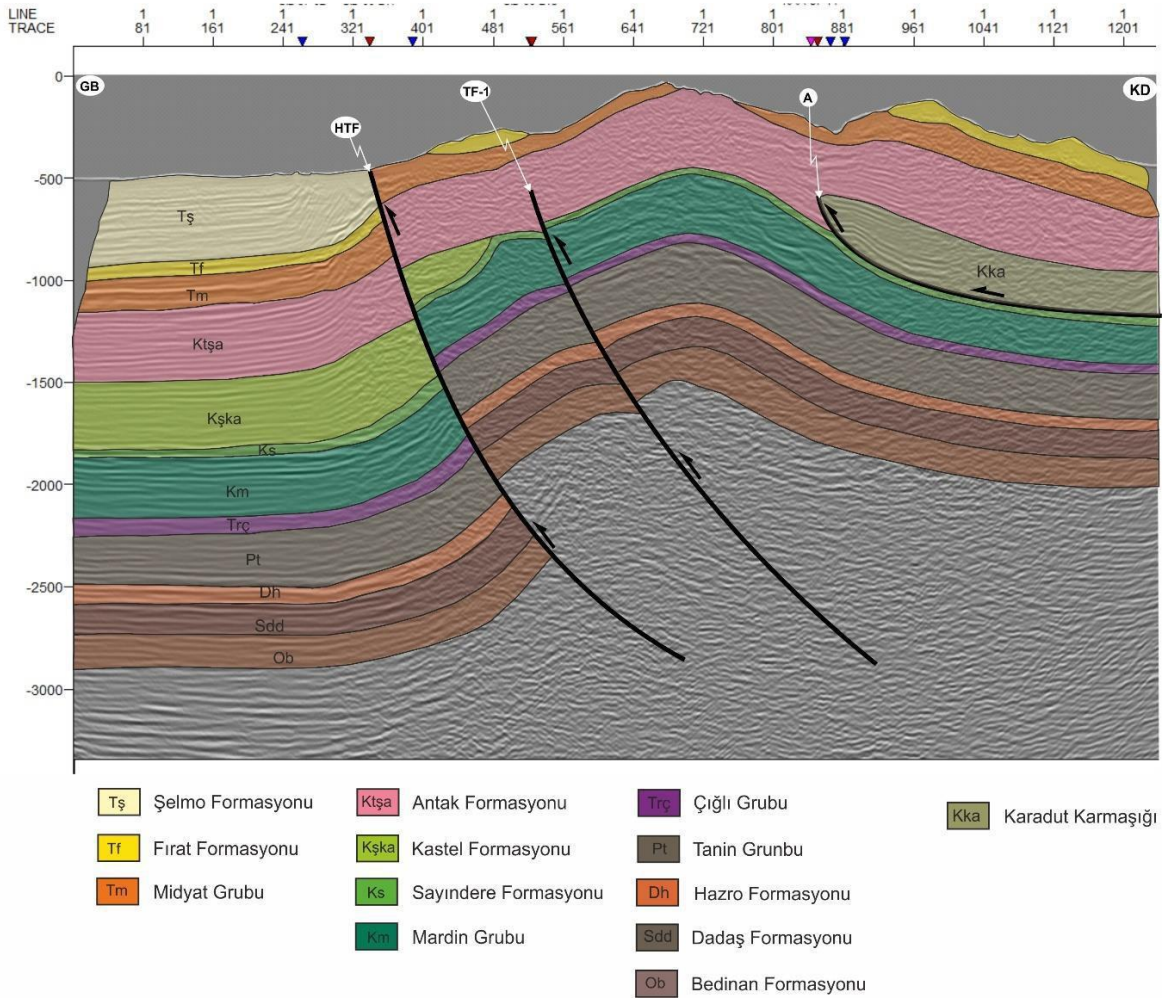 LINE 1 1 1 1 1 1 1 1 1 1 1 1 1 1 1
TRACE 81 161 241 321 401 481 561 641 721 801 881 961 1041 1121 1201
0
GB
KD
TF-1
A
HTF
-500
Tş
Tf
Kka
-1000
Tm
Ktşa
-1500
Kşka
Ks
Km
-2000
Trç
Pt
-2500
Dh
Sdd
Ob
-3000
Tş Şelmo Formasyonu
Tf Fırat Formasyonu
Tm Midyat Grubu
Ktşa Antak Formasyonu
Kşka Kastel Formasyonu
Ks Sayındere Formasyonu
Km Mardin Grubu
Trç Çığlı Grubu
Pt Tanin Grunbu
Dh Hazro Formasyonu
Sdd Dadaş Formasyonu
Ob Bedinan Formasyonu
Kka Karadut Karmaşığı